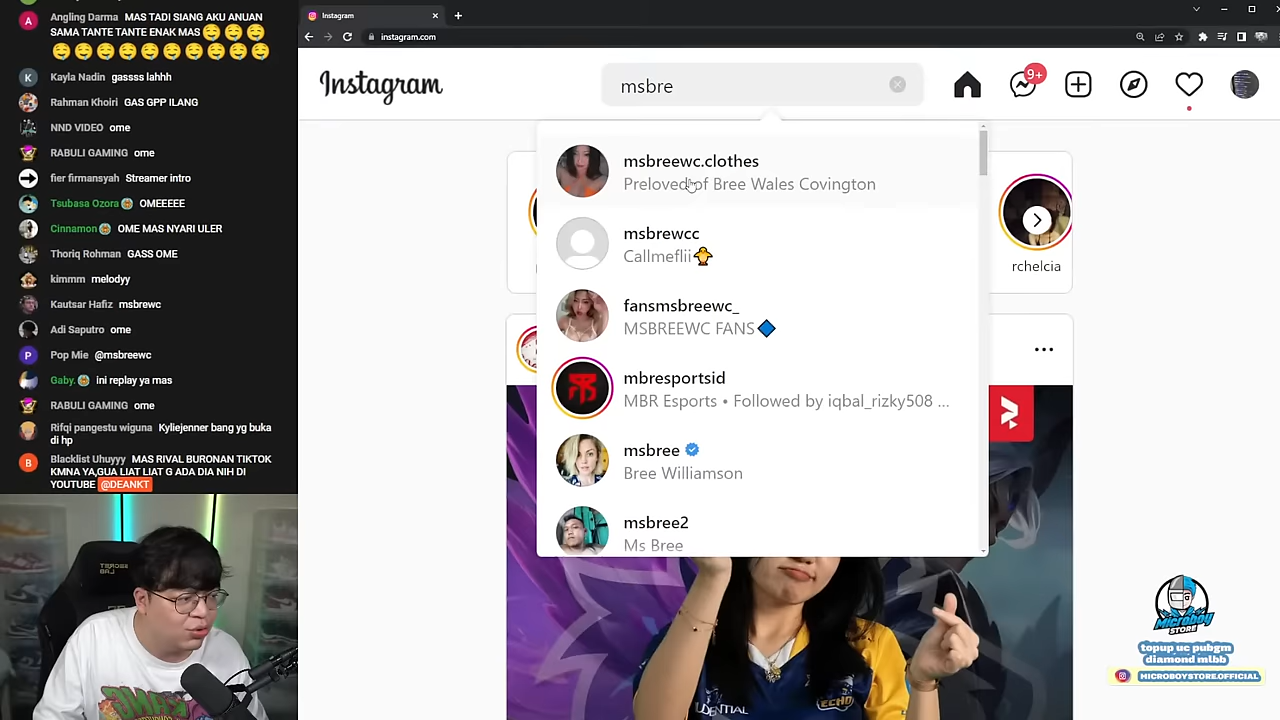 Angling Darma MAS TADI SIANG AKU ANUAN
SAMA TANTE TANTE ENAK MAS
Kayla Nadin gassss lahhh
Rahman Khoiri GAS GPP ILANG
NND VIDEO ome
RABULI GAMING ome
fier firmansyah Streamer intro
Tsubasa Ozora OMEEEEE
Cinnamon OME MAS NYARI ULER
Thoriq Rohman GASS OME
kimmm melodyy
Kautsar Hafiz msbrewc
Adi Saputro ome
Pop Mie @msbreewc
Gaby. ini replay ya mas
RABULI GAMING ome
Rifqi pangestu wiguna Kyliejenner bang yg buka
di hp
Blacklist Uhuyyy MAS RIVAL BURONAN TIKTOK
KMNA YA,GUA LIAT LIAT G ADA DIA NIH DI
YOUTUBE @DEANKT
Instagram
instagram.com
Instagram
msbre
9+
msbreewc.clothes
Preloved of Bree Wales Covington
msbrewcc
Callmeflii
fansmsbreewc_
MSBREEWC FANS
mbresportsid
MBR Esports • Followed by iqbal_rizky508 ...
msbree
Bree Williamson
msbree2
Ms Bree
rchelcia
MICROBOY
STORE
topup uc pubgm
diamond mlbb
MICROBOYSTORE.OFFICIAL